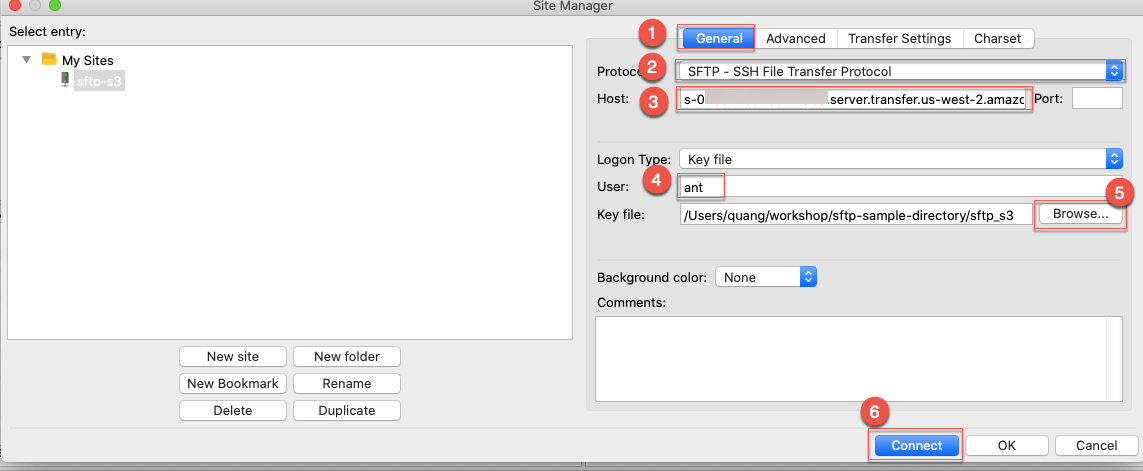 Site Manager
Select entry:
My Sites
sftp-s3
New site
New folder
New Bookmark
Rename
Delete
Duplicate
1
General
Advanced
Transfer Settings
Charset
2
SFTP - SSH File Transfer Protocol
Host:
3
s-0
.server.transfer.us-west-2.amazo
Port:
Logon Type:
Key file
User:
4
ant
5
Key file:
/Users/quang/workshop/sftp-sample-directory/sftp_s3
Browse...
Background color:
None
Comments:
6
Connect
OK
Cancel